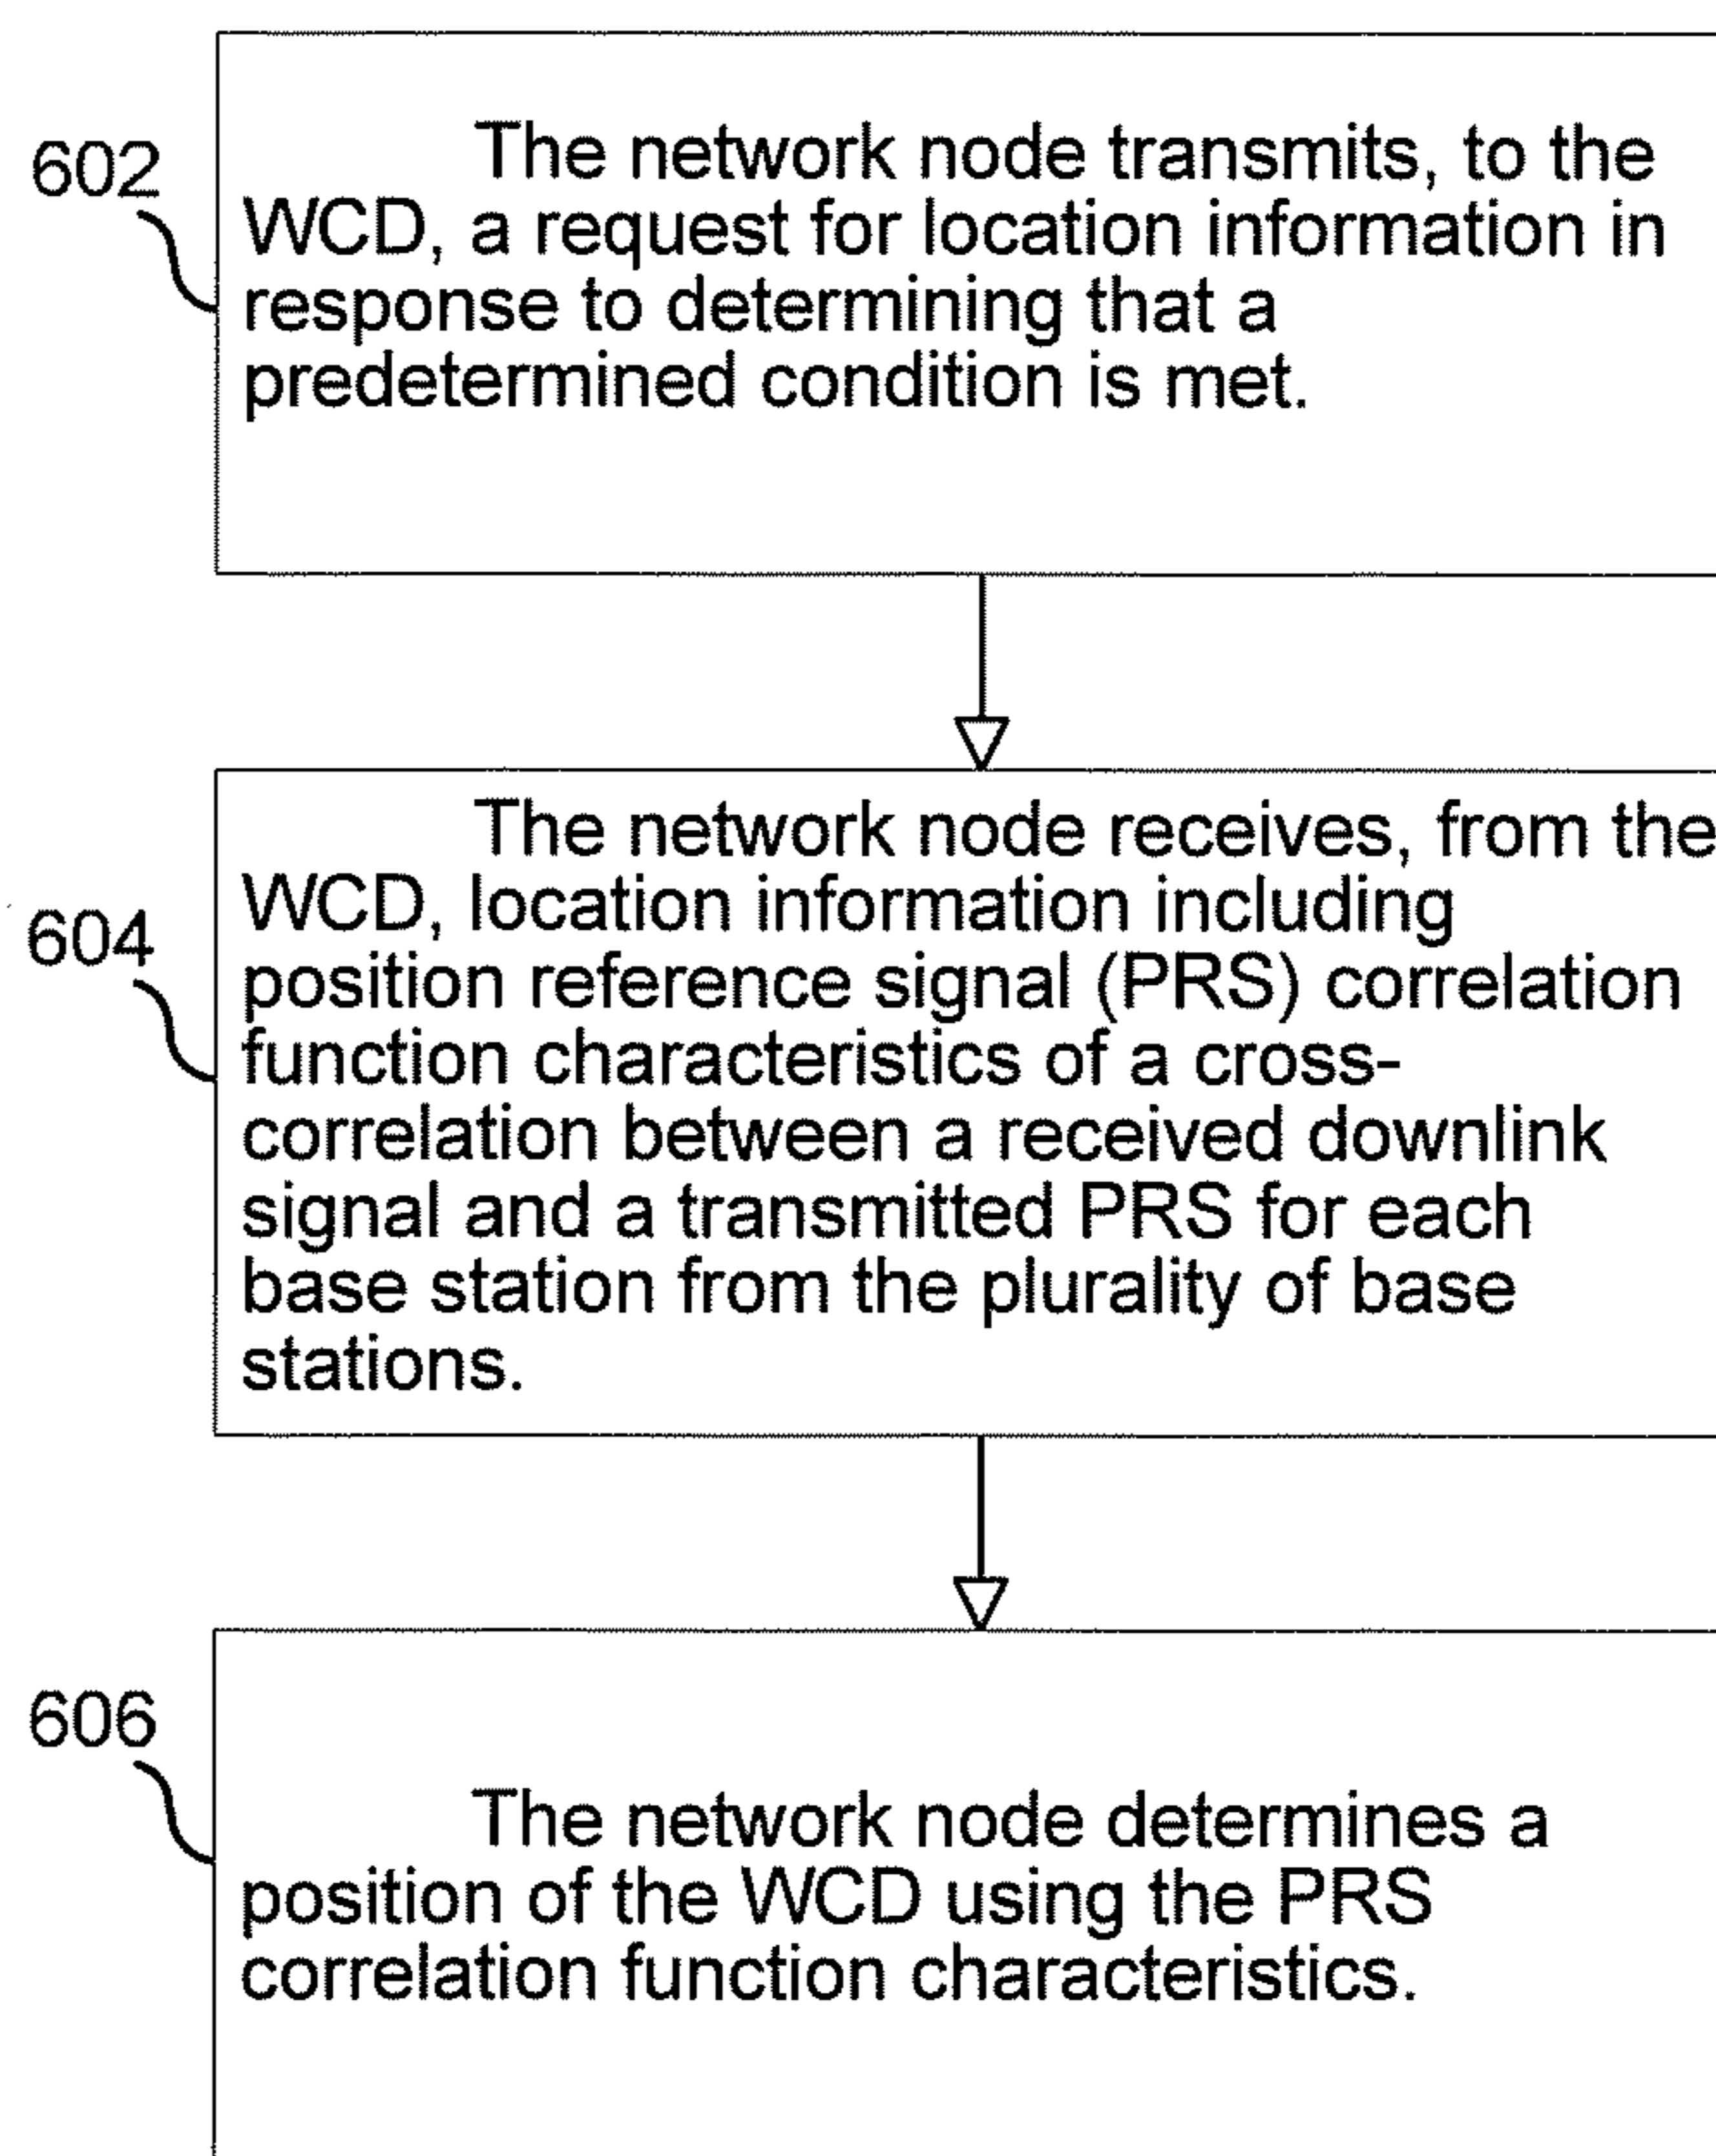 602
The network node transmits, to the
WCD, a request for location information in
response to determining that a
predetermined condition is met.
604
The network node receives, from the
WCD, location information including
position reference signal (PRS) correlation
function characteristics of a cross-
correlation between a received downlink
signal and a transmitted PRS for each
base station from the plurality of base
stations.
606
The network node determines a
position of the WCD using the PRS
correlation function characteristics.